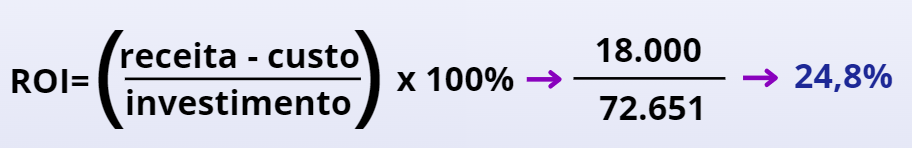 ROI= (receita - custo / investimento) x 100% → 18.000 / 72.651 → 24,8%